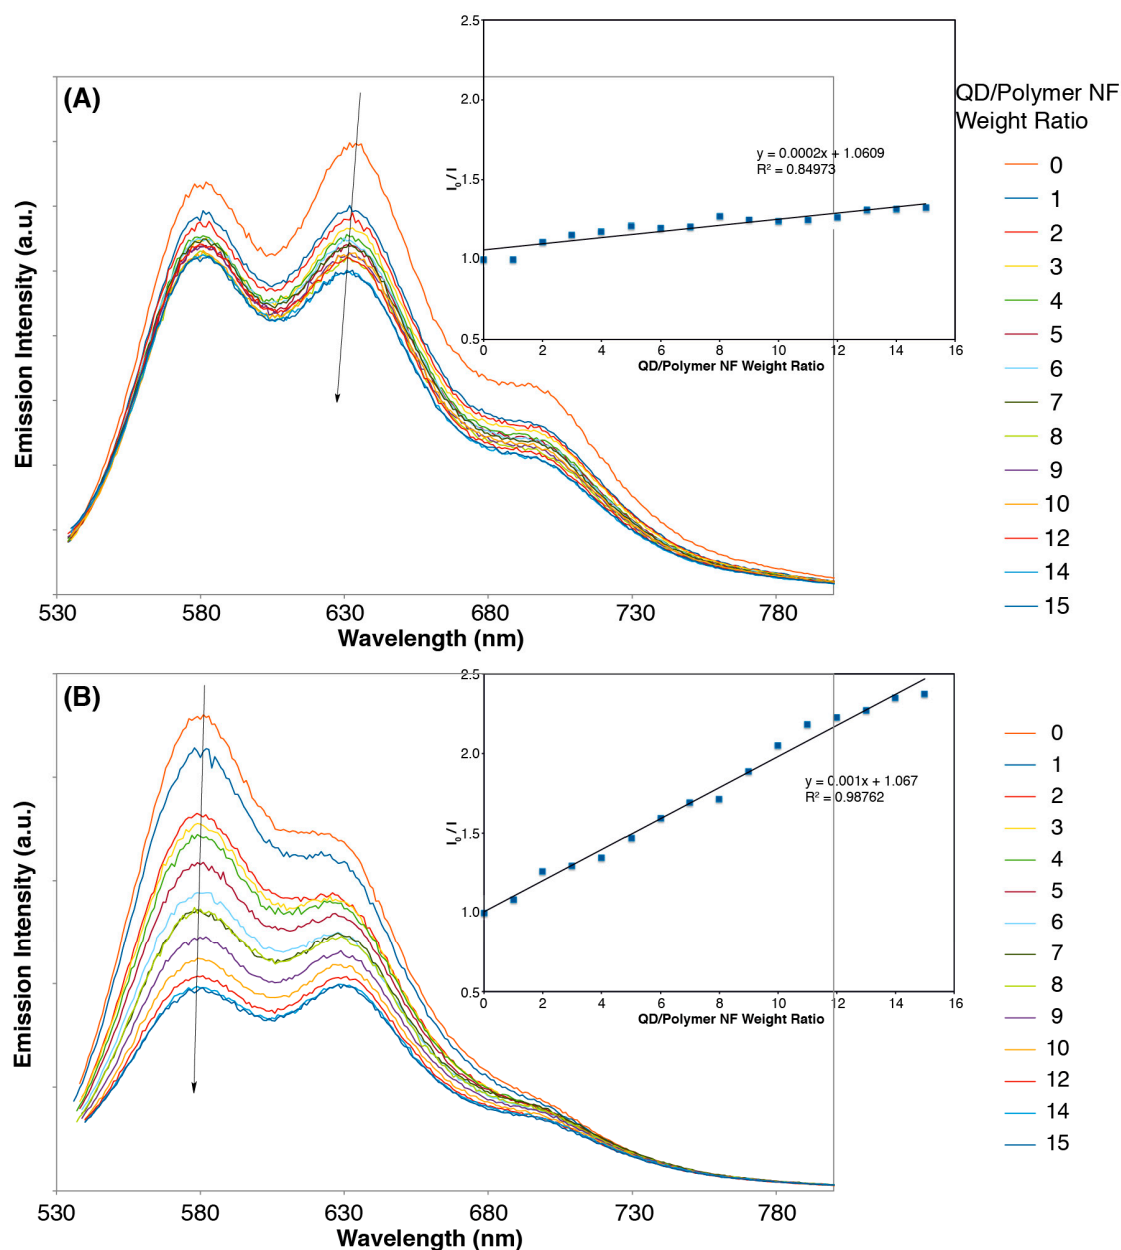 (A)
2.5
2.0
1.5
1.0
0.5
I₀ / I
y = 0.0002x + 1.0609
R² = 0.84973
0 2 4 6 8 10 12 14 16
QD/Polymer NF Weight Ratio
QD/Polymer NF
Weight Ratio
0
1
2
3
4
5
6
7
8
9
10
12
14
15
Emission Intensity (a.u.)
530 580 630 680 730 780
Wavelength (nm)
(B)
2.5
2.0
1.5
1.0
0.5
I₀ / I
y = 0.001x + 1.067
R² = 0.98762
0 2 4 6 8 10 12 14 16
QD/Polymer NF Weight Ratio
0
1
2
3
4
5
6
7
8
9
10
12
14
15
Emission Intensity (a.u.)
530 580 630 680 730 780
Wavelength (nm)